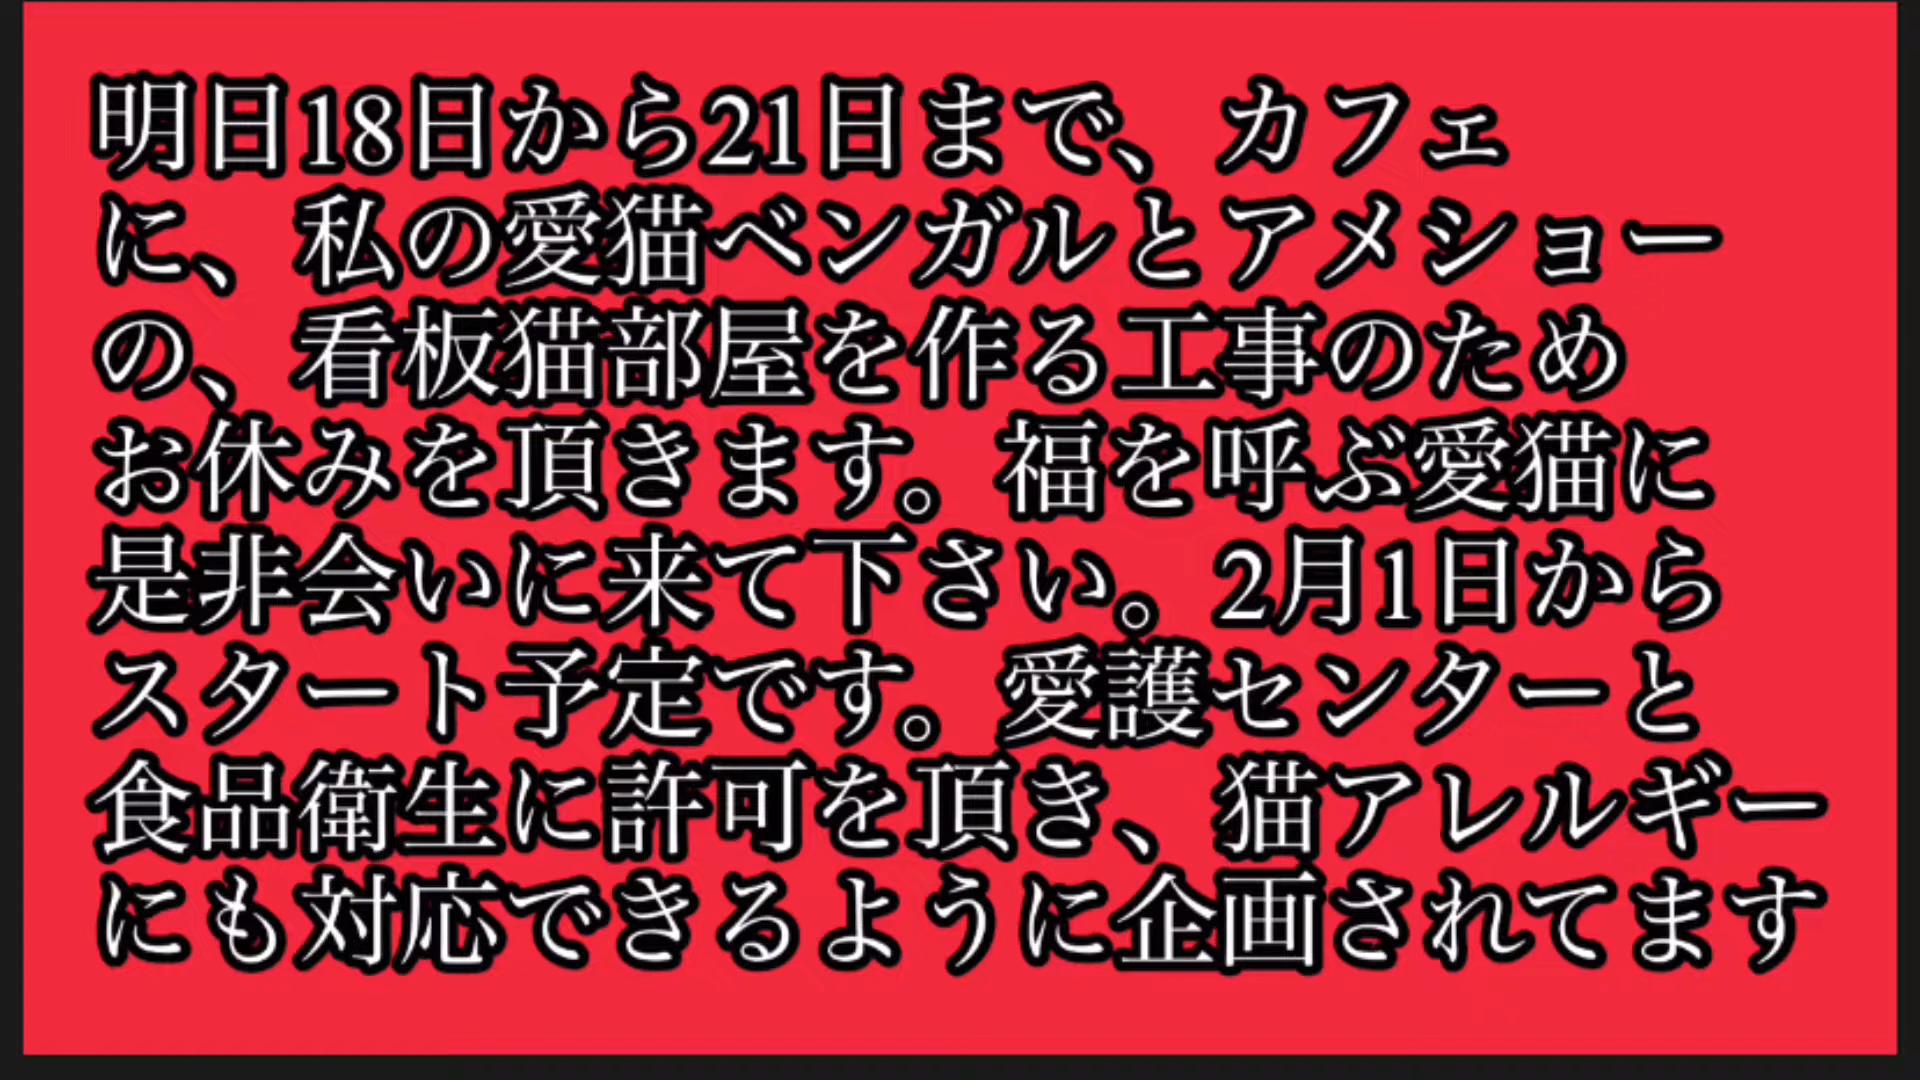 明日18日から21日まで、カフェ
に、私の愛猫ベンガルとアメショー
の、看板猫部屋を作る工事のため
お休みを頂きます。福を呼ぶ愛猫に
是非会いに来て下さい。2月1日から
スタート予定です。愛護センターと
食品衛生に許可を頂き、猫アレルギー
にも対応できるように企画されてます